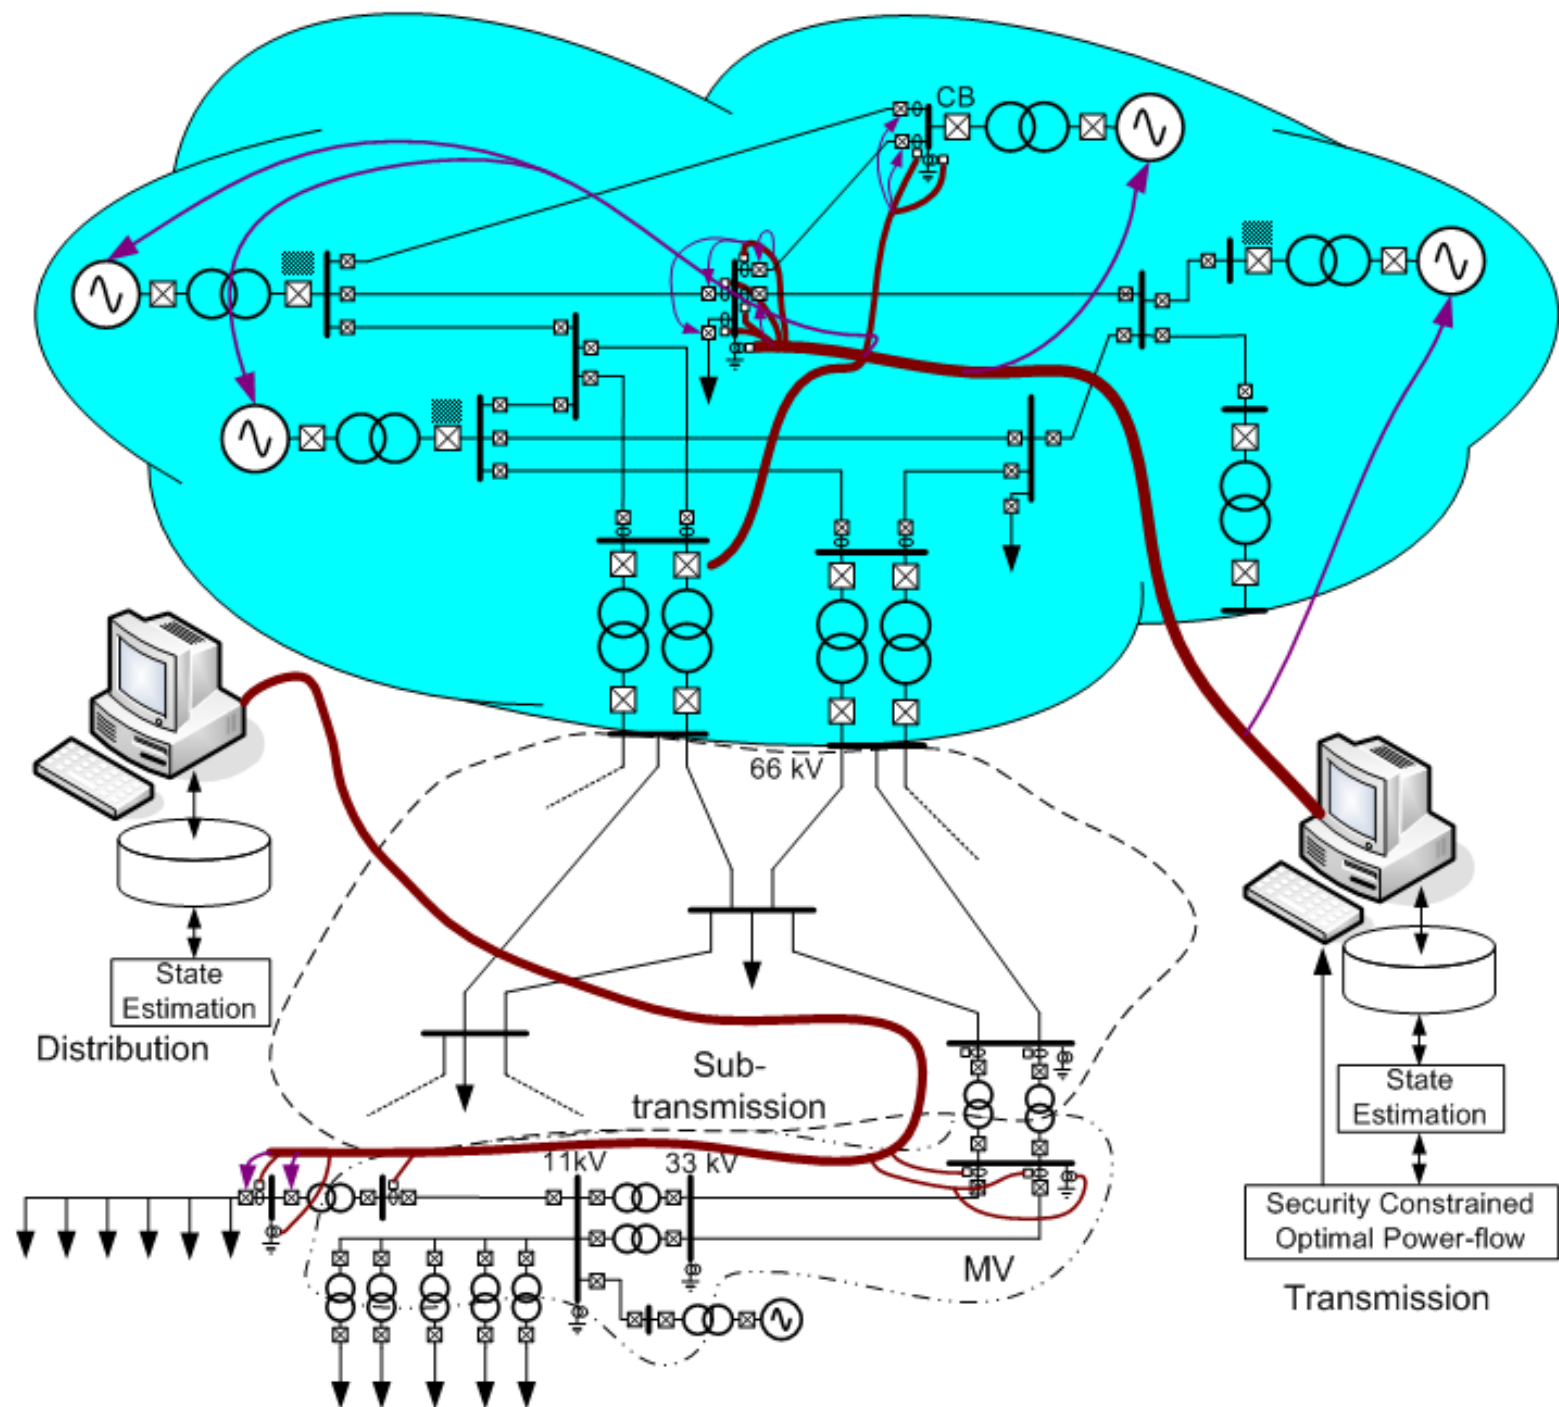 CB
66 kV
State
Estimation
Distribution
Sub-
transmission
11kV
33 kV
MV
State
Estimation
Security Constrained
Optimal Power-flow
Transmission